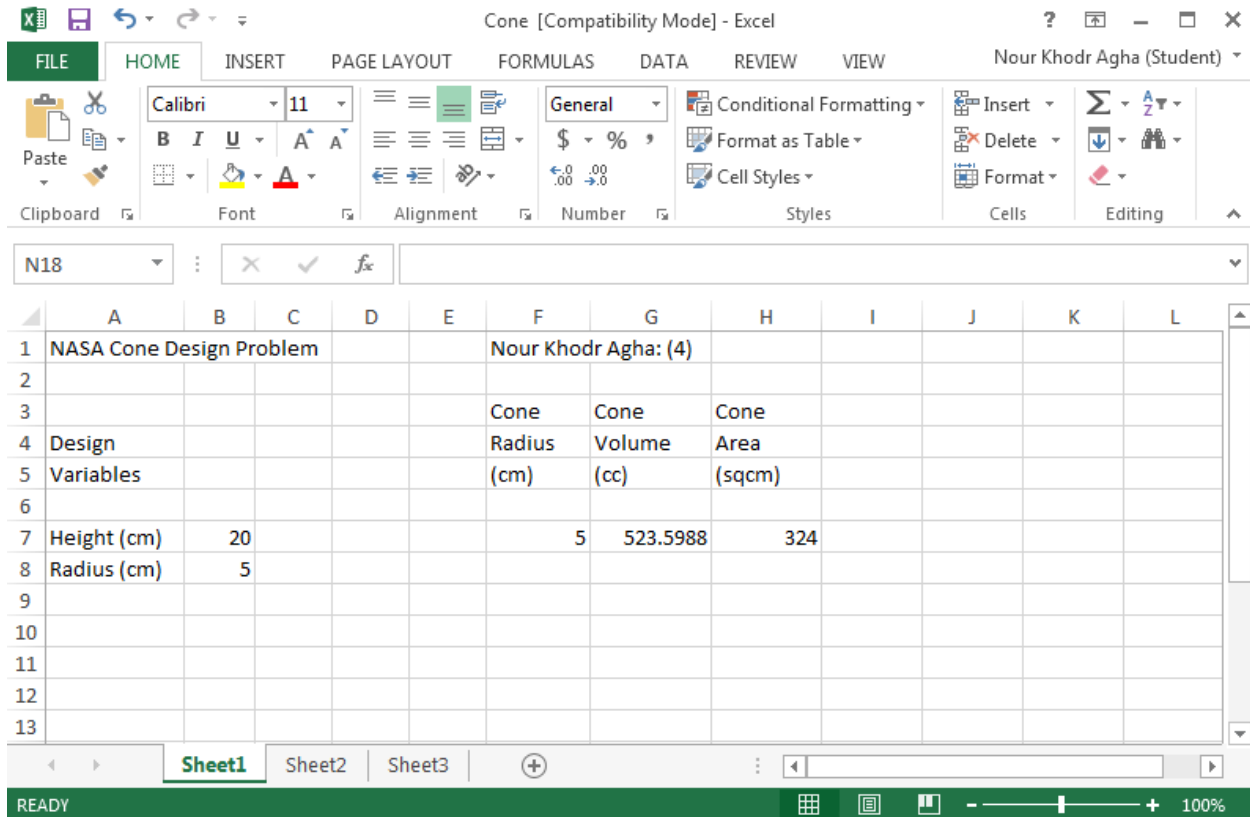 Cone [Compatibility Mode] - Excel ?
FILE HOME INSERT PAGE LAYOUT FORMULAS DATA REVIEW VIEW Nour Khodr Agha (Student)
Calibri 11 General Conditional Formatting Insert Σ
Paste B I U A A $ % , Format as Table Delete
A Cell Styles Format
Clipboard Font Alignment Number Styles Cells Editing
N18 fx
A B C D E F G H I J K L
1 NASA Cone Design Problem Nour Khodr Agha: (4)
2
3 Cone Cone Cone
4 Design Radius Volume Area
5 Variables (cm) (cc) (sqcm)
6
7 Height (cm) 20 5 523.5988 324
8 Radius (cm) 5
9
10
11
12
13
Sheet1 Sheet2 Sheet3
READY 100%